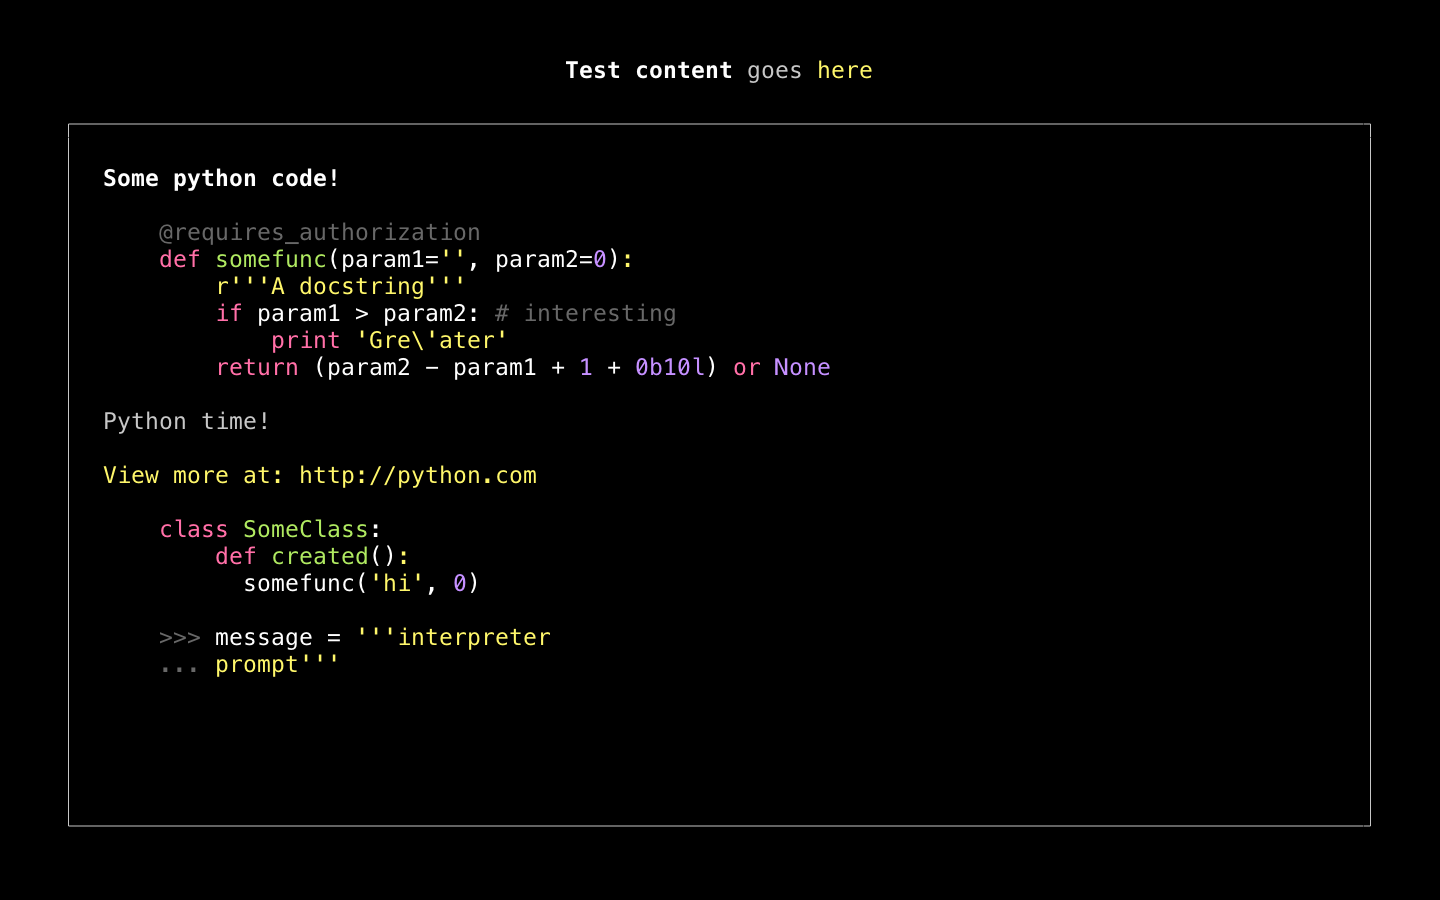 Test content goes here
Some python code!
@requires_authorization
def somefunc(param1='', param2=0):
    r'''A docstring'''
    if param1 > param2: # interesting
        print 'Gre\'ater'
    return (param2 - param1 + 1 + 0b10l) or None
Python time!
View more at: http://python.com
class SomeClass:
    def created():
      somefunc('hi', 0)
>>> message = '''interpreter
... prompt'''